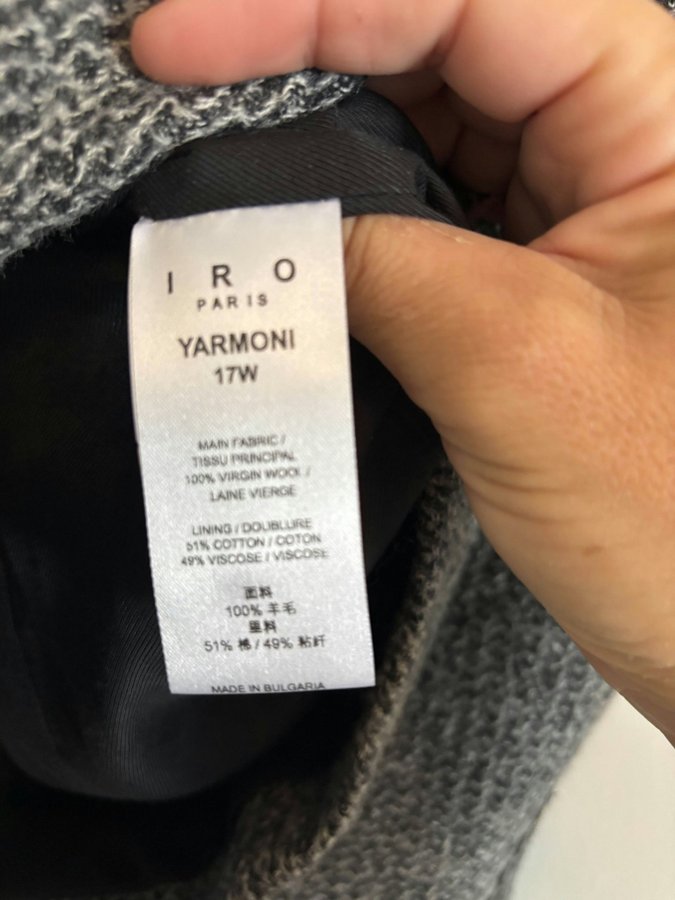 IRO
PARIS
YARMONI
17W
MAIN FABRIC /
TISSU PRINCIPAL
100% VIRGIN WOOL /
LAINE VIERGE
LINING / DOUBLURE
51% COTTON / COTON
49% VISCOSE / VISCOSE
面料
100% 羊毛
里料
51% 棉 / 49% 粘纤
MADE IN BULGARIA